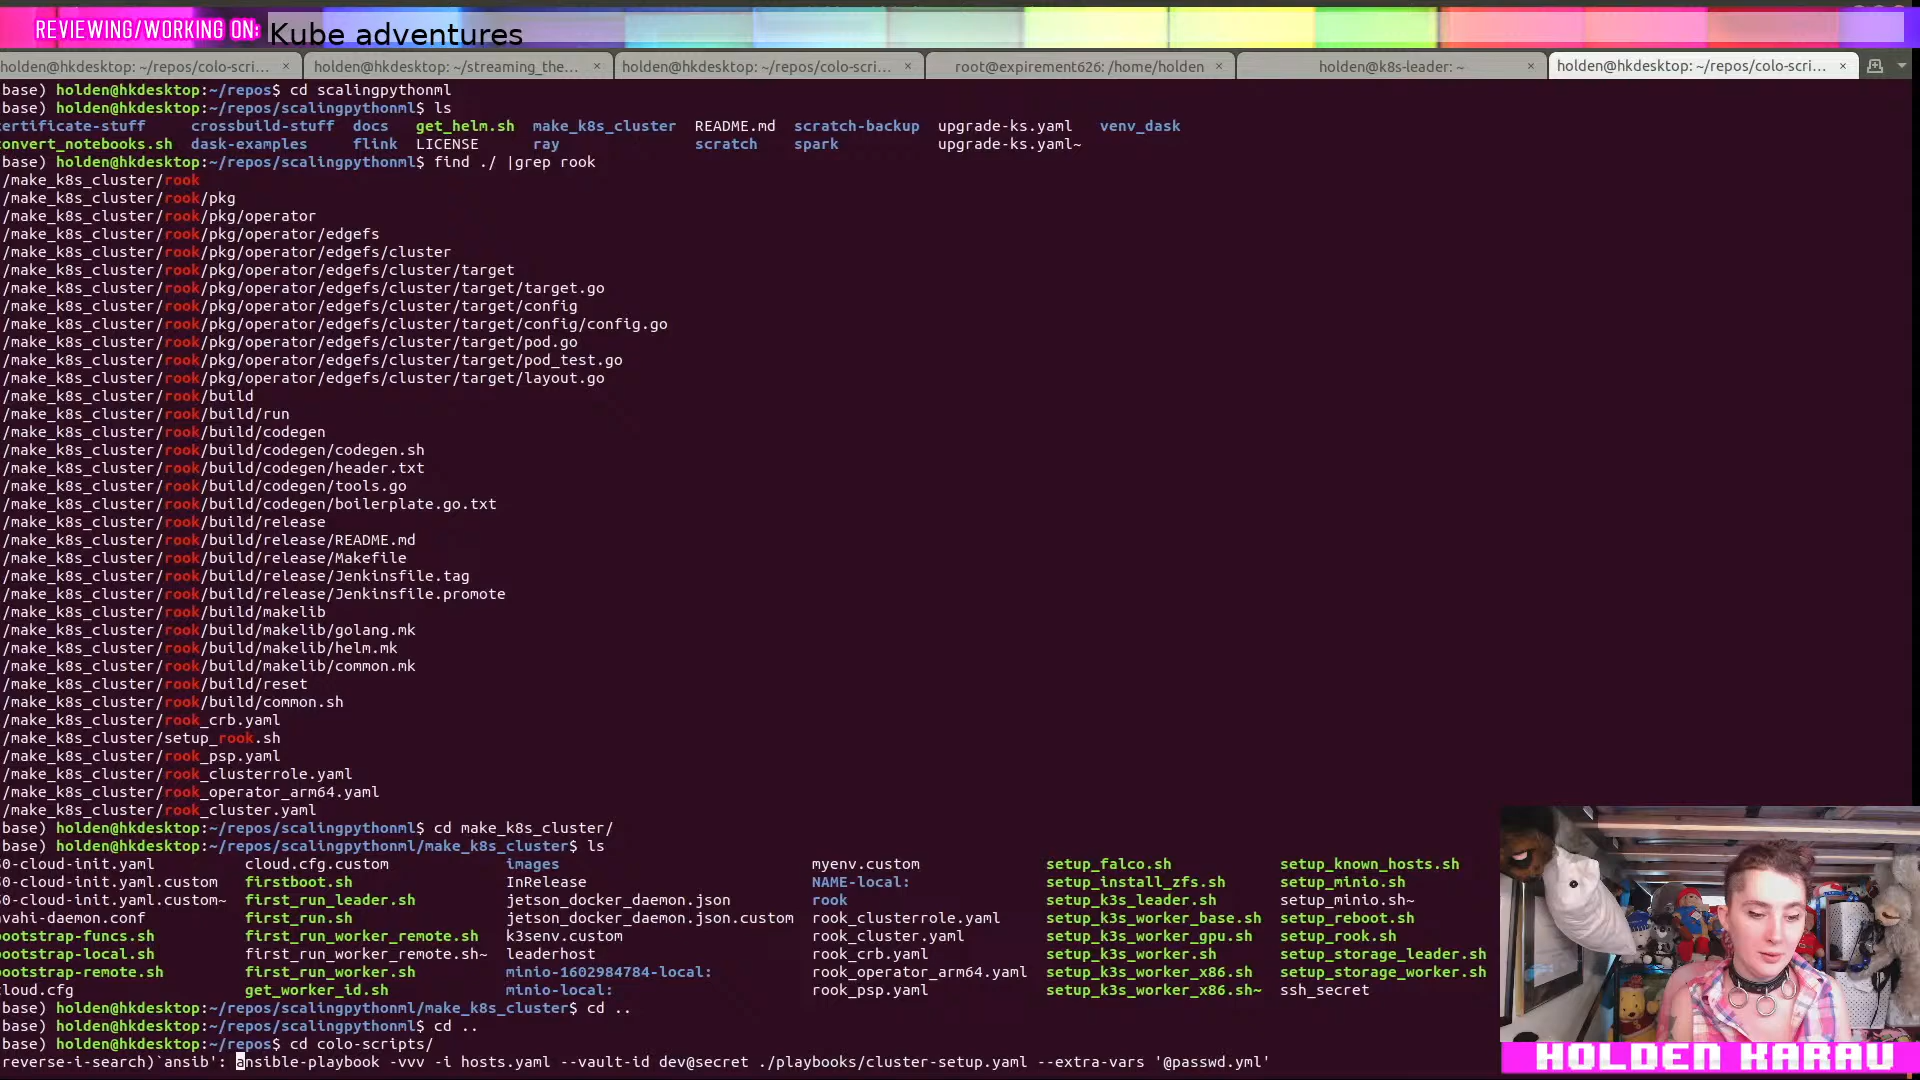 REVIEWING/WORKING ON: Kube adventures
holden@hkdesktop: ~/repos/colo-scri... × holden@hkdesktop: ~/streaming_the... × holden@hkdesktop: ~/repos/colo-scri... × root@expirement626: /home/holden × holden@k8s-leader: ~ × holden@hkdesktop: ~/repos/colo-scri... ×
base) holden@hkdesktop:~/repos$ cd scalingpythonml
base) holden@hkdesktop:~/repos/scalingpythonml$ ls
ertificate-stuff crossbuild-stuff docs get_helm.sh make_k8s_cluster README.md scratch-backup upgrade-ks.yaml venv_dask
onvert_notebooks.sh dask-examples flink LICENSE ray scratch spark upgrade-ks.yaml~
base) holden@hkdesktop:~/repos/scalingpythonml$ find ./ |grep rook
/make_k8s_cluster/rook
/make_k8s_cluster/rook/pkg
/make_k8s_cluster/rook/pkg/operator
/make_k8s_cluster/rook/pkg/operator/edgefs
/make_k8s_cluster/rook/pkg/operator/edgefs/cluster
/make_k8s_cluster/rook/pkg/operator/edgefs/cluster/target
/make_k8s_cluster/rook/pkg/operator/edgefs/cluster/target/target.go
/make_k8s_cluster/rook/pkg/operator/edgefs/cluster/target/config
/make_k8s_cluster/rook/pkg/operator/edgefs/cluster/target/config/config.go
/make_k8s_cluster/rook/pkg/operator/edgefs/cluster/target/pod.go
/make_k8s_cluster/rook/pkg/operator/edgefs/cluster/target/pod_test.go
/make_k8s_cluster/rook/pkg/operator/edgefs/cluster/target/layout.go
/make_k8s_cluster/rook/build
/make_k8s_cluster/rook/build/run
/make_k8s_cluster/rook/build/codegen
/make_k8s_cluster/rook/build/codegen/codegen.sh
/make_k8s_cluster/rook/build/codegen/header.txt
/make_k8s_cluster/rook/build/codegen/tools.go
/make_k8s_cluster/rook/build/codegen/boilerplate.go.txt
/make_k8s_cluster/rook/build/release
/make_k8s_cluster/rook/build/release/README.md
/make_k8s_cluster/rook/build/release/Makefile
/make_k8s_cluster/rook/build/release/Jenkinsfile.tag
/make_k8s_cluster/rook/build/release/Jenkinsfile.promote
/make_k8s_cluster/rook/build/makelib
/make_k8s_cluster/rook/build/makelib/golang.mk
/make_k8s_cluster/rook/build/makelib/helm.mk
/make_k8s_cluster/rook/build/makelib/common.mk
/make_k8s_cluster/rook/build/reset
/make_k8s_cluster/rook/build/common.sh
/make_k8s_cluster/rook_crb.yaml
/make_k8s_cluster/setup_rook.sh
/make_k8s_cluster/rook_psp.yaml
/make_k8s_cluster/rook_clusterrole.yaml
/make_k8s_cluster/rook_operator_arm64.yaml
/make_k8s_cluster/rook_cluster.yaml
base) holden@hkdesktop:~/repos/scalingpythonml$ cd make_k8s_cluster/
base) holden@hkdesktop:~/repos/scalingpythonml/make_k8s_cluster$ ls
0-cloud-init.yaml cloud.cfg.custom images myenv.custom setup_falco.sh setup_known_hosts.sh
0-cloud-init.yaml.custom firstboot.sh InRelease NAME-local: setup_install_zfs.sh setup_minio.sh
0-cloud-init.yaml.custom~ first_run_leader.sh jetson_docker_daemon.json rook setup_k3s_leader.sh setup_minio.sh~
vahi-daemon.conf first_run.sh jetson_docker_daemon.json.custom rook_clusterrole.yaml setup_k3s_worker_base.sh setup_reboot.sh
ootstrap-funcs.sh first_run_worker_remote.sh k3senv.custom rook_cluster.yaml setup_k3s_worker_gpu.sh setup_rook.sh
ootstrap-local.sh first_run_worker_remote.sh~ leaderhost rook_crb.yaml setup_k3s_worker.sh setup_storage_leader.sh
ootstrap-remote.sh first_run_worker.sh minio-1602984784-local: rook_operator_arm64.yaml setup_k3s_worker_x86.sh setup_storage_worker.sh
loud.cfg get_worker_id.sh minio-local: rook_psp.yaml setup_k3s_worker_x86.sh~ ssh_secret
base) holden@hkdesktop:~/repos/scalingpythonml/make_k8s_cluster$ cd ..
base) holden@hkdesktop:~/repos/scalingpythonml$ cd ..
base) holden@hkdesktop:~/repos$ cd colo-scripts/
reverse-i-search)`ansib': ansible-playbook -vvv -i hosts.yaml --vault-id dev@secret ./playbooks/cluster-setup.yaml --extra-vars '@passwd.yml'
HOLDEN KARAU